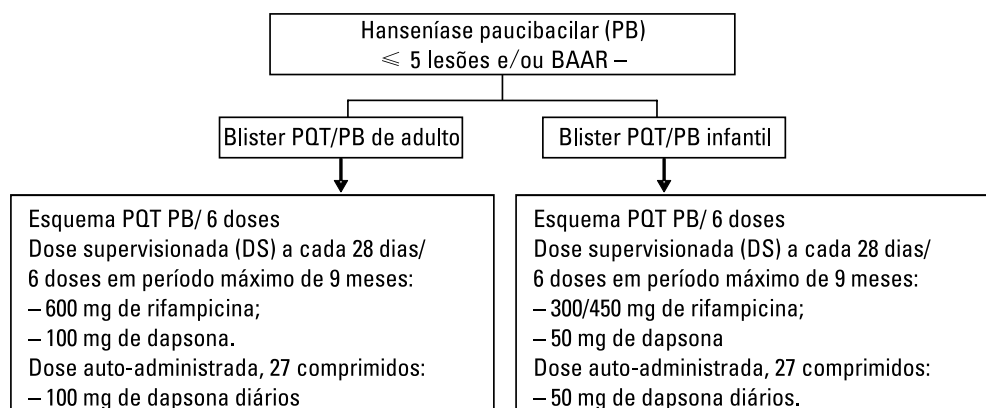 Hanseníase paucibacilar (PB)
≤ 5 lesões e/ou BAAR –
Blister PQT/PB de adulto
Blister PQT/PB infantil
Esquema PQT PB/ 6 doses
Dose supervisionada (DS) a cada 28 dias/
6 doses em período máximo de 9 meses:
– 600 mg de rifampicina;
– 100 mg de dapsona.
Dose auto-administrada, 27 comprimidos:
– 100 mg de dapsona diários
Esquema PQT PB/ 6 doses
Dose supervisionada (DS) a cada 28 dias/
6 doses em período máximo de 9 meses:
– 300/450 mg de rifampicina;
– 50 mg de dapsona
Dose auto-administrada, 27 comprimidos:
– 50 mg de dapsona diários.